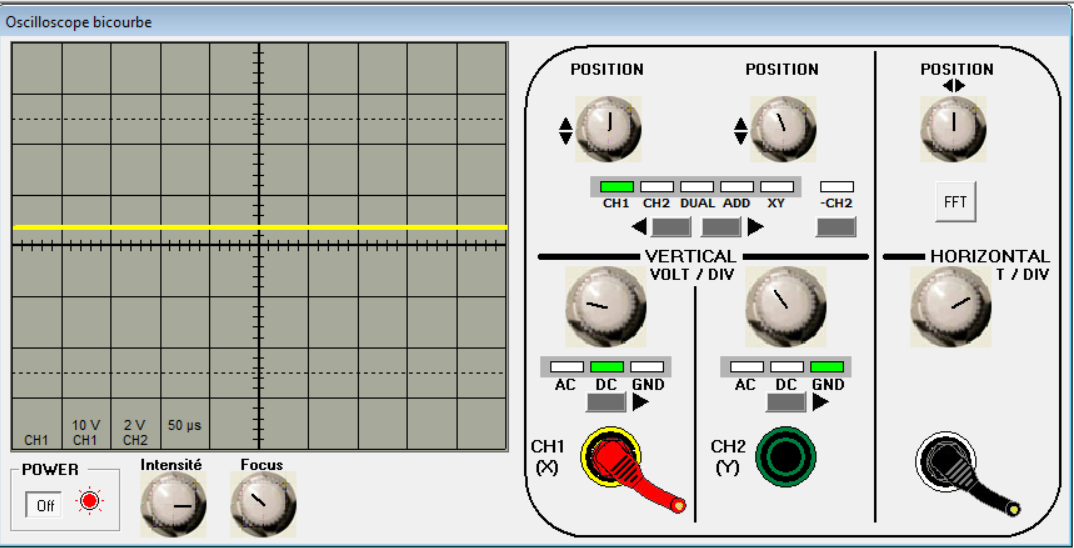 Oscilloscope bicourbe
POSITION
POSITION
POSITION
CH1 CH2 DUAL ADD XY
-CH2
FFT
VERTICAL
VOLT / DIV
HORIZONTAL
T / DIV
AC DC GND
AC DC GND
CH1
(X)
CH2
(Y)
10 V 2 V 50 µs
CH1 CH1 CH2
POWER
Off
Intensité
Focus